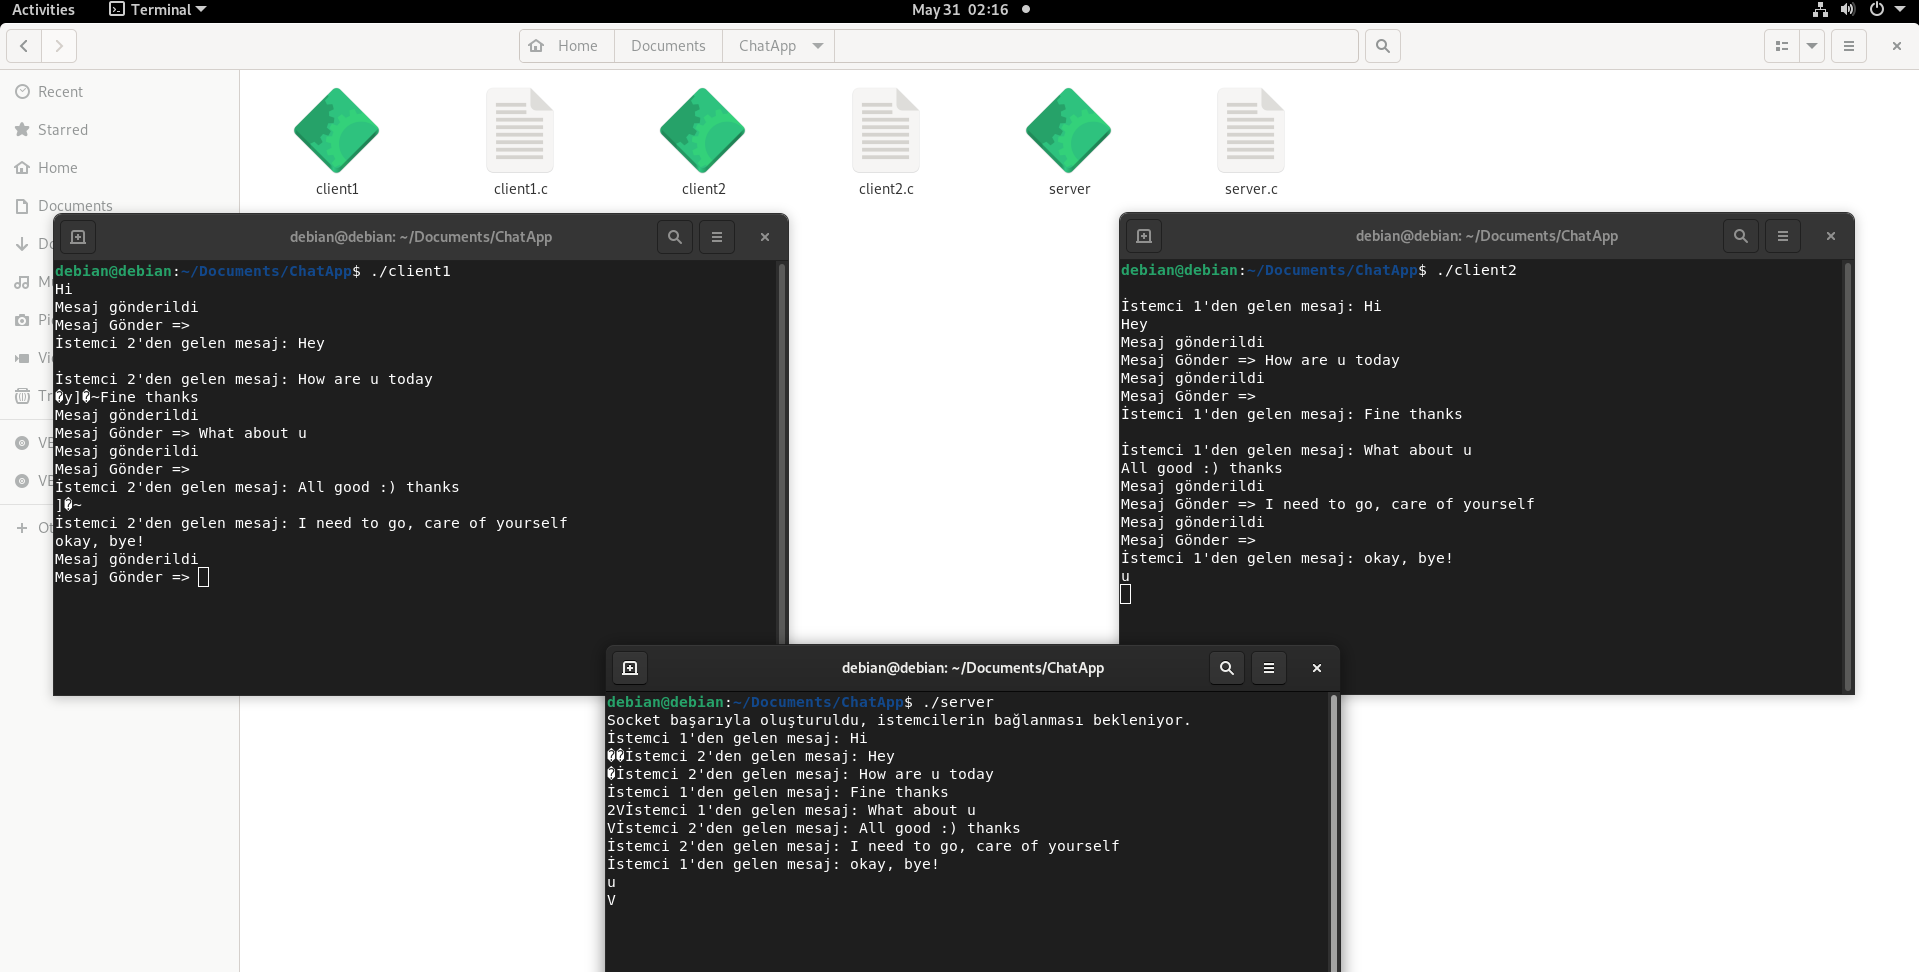 Activities Terminal May 31 02:16
Home Documents ChatApp
Recent
Starred
Home
Documents
client1 client1.c client2 client2.c server server.c
debian@debian: ~/Documents/ChatApp
debian@debian:~/Documents/ChatApp$ ./client1
Hi
Mesaj gönderildi
Mesaj Gönder =>
İstemci 2'den gelen mesaj: Hey
İstemci 2'den gelen mesaj: How are u today
�y]�~Fine thanks
Mesaj gönderildi
Mesaj Gönder => What about u
Mesaj gönderildi
Mesaj Gönder =>
İstemci 2'den gelen mesaj: All good :) thanks
]�~
İstemci 2'den gelen mesaj: I need to go, care of yourself
okay, bye!
Mesaj gönderildi
Mesaj Gönder =>
debian@debian: ~/Documents/ChatApp
debian@debian:~/Documents/ChatApp$ ./client2
İstemci 1'den gelen mesaj: Hi
Hey
Mesaj gönderildi
Mesaj Gönder => How are u today
Mesaj gönderildi
Mesaj Gönder =>
İstemci 1'den gelen mesaj: Fine thanks
İstemci 1'den gelen mesaj: What about u
All good :) thanks
Mesaj gönderildi
Mesaj Gönder => I need to go, care of yourself
Mesaj gönderildi
Mesaj Gönder =>
İstemci 1'den gelen mesaj: okay, bye!
u
debian@debian: ~/Documents/ChatApp
debian@debian:~/Documents/ChatApp$ ./server
Socket başarıyla oluşturuldu, istemcilerin bağlanması bekleniyor.
İstemci 1'den gelen mesaj: Hi
��İstemci 2'den gelen mesaj: Hey
�İstemci 2'den gelen mesaj: How are u today
İstemci 1'den gelen mesaj: Fine thanks
2Vİstemci 1'den gelen mesaj: What about u
Vİstemci 2'den gelen mesaj: All good :) thanks
İstemci 2'den gelen mesaj: I need to go, care of yourself
İstemci 1'den gelen mesaj: okay, bye!
u
V